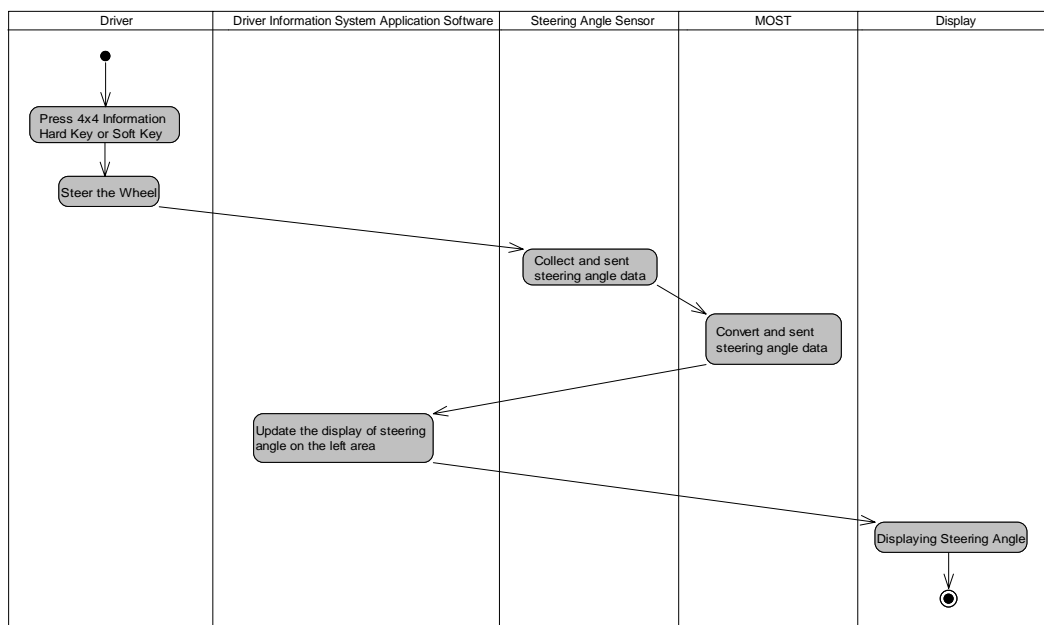 Driver
Driver Information System Application Software
Steering Angle Sensor
MOST
Display
Press 4x4 Information
Hard Key or Soft Key
Steer the Wheel
Collect and sent
steering angle data
Convert and sent
steering angle data
Update the display of steering
angle on the left area
Displaying Steering Angle